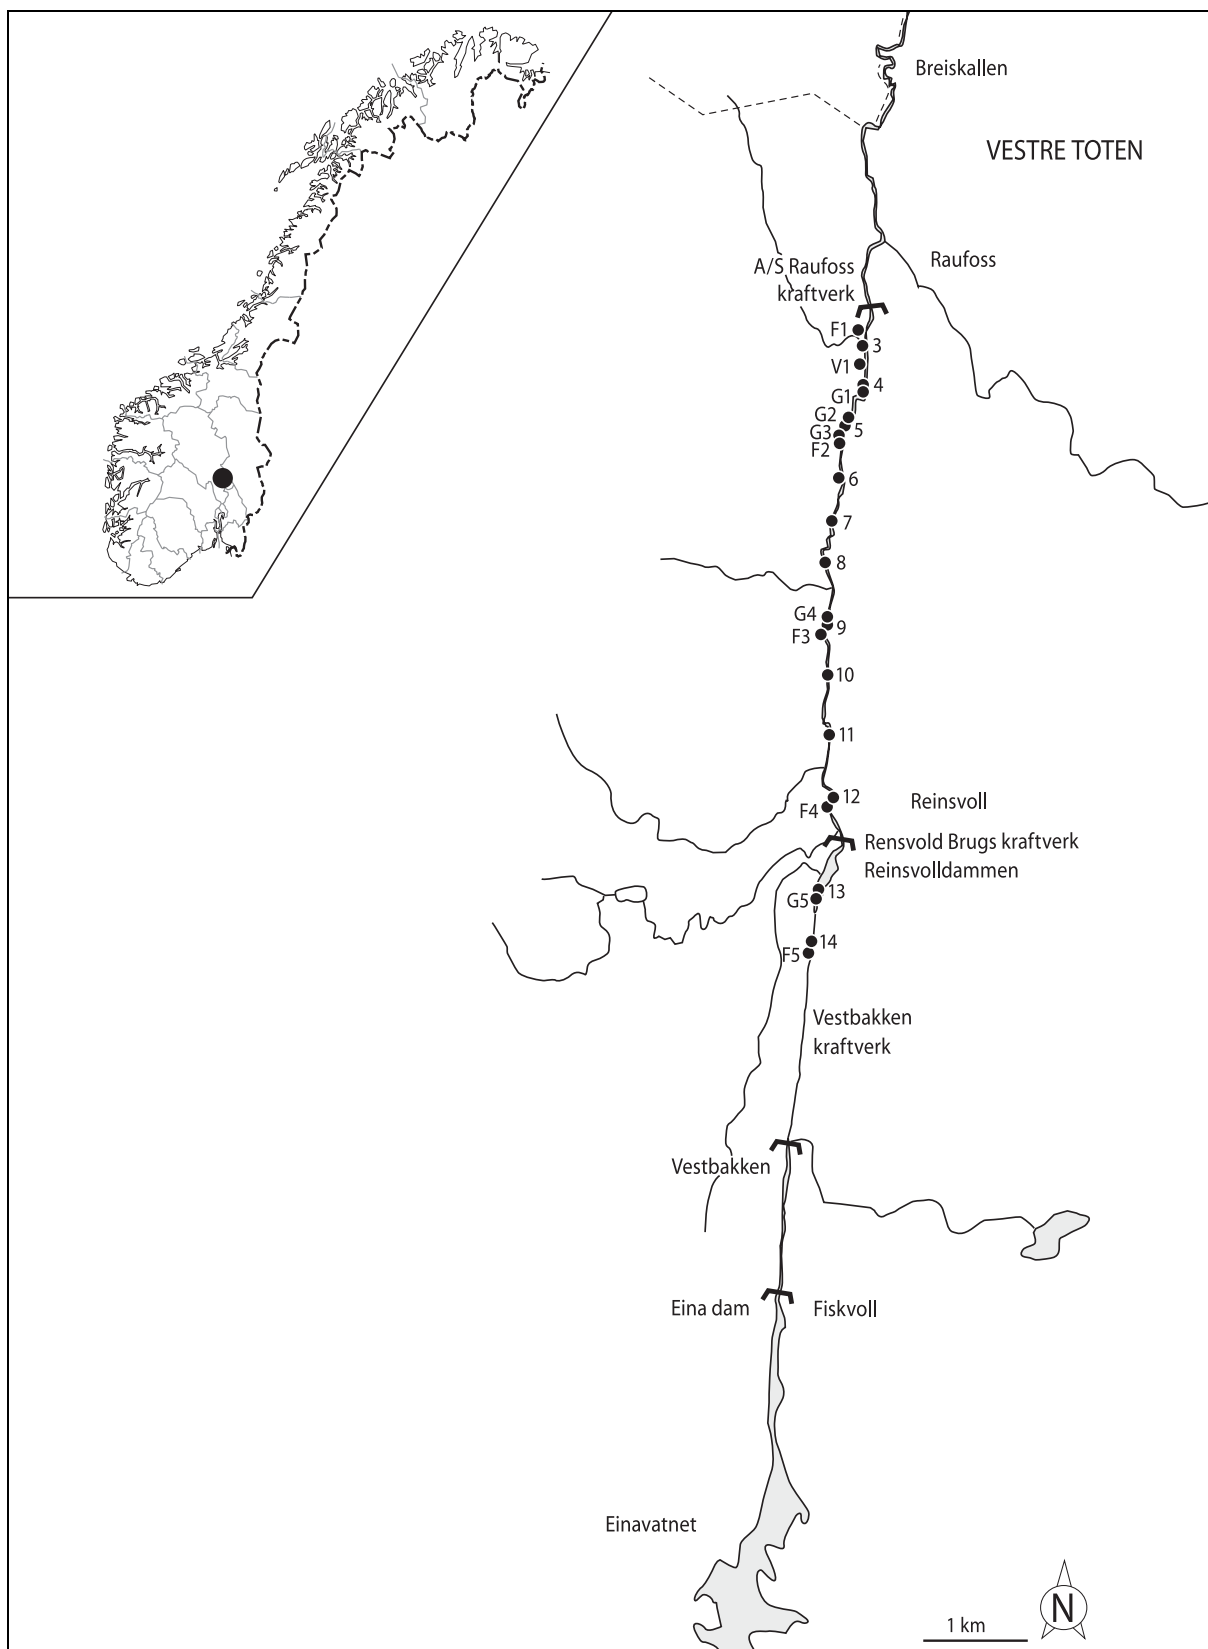 Breiskallen
VESTRE TOTEN
Raufoss
A/S Raufoss
kraftverk
F1
3
V1
4
G1
G2
5
G3
F2
6
7
8
G4
9
F3
10
11
12
Reinsvoll
F4
Rensvold Brugs kraftverk
Reinsvolldammen
13
G5
14
F5
Vestbakken
kraftverk
Vestbakken
Eina dam
Fiskvoll
Einavatnet
1 km
N